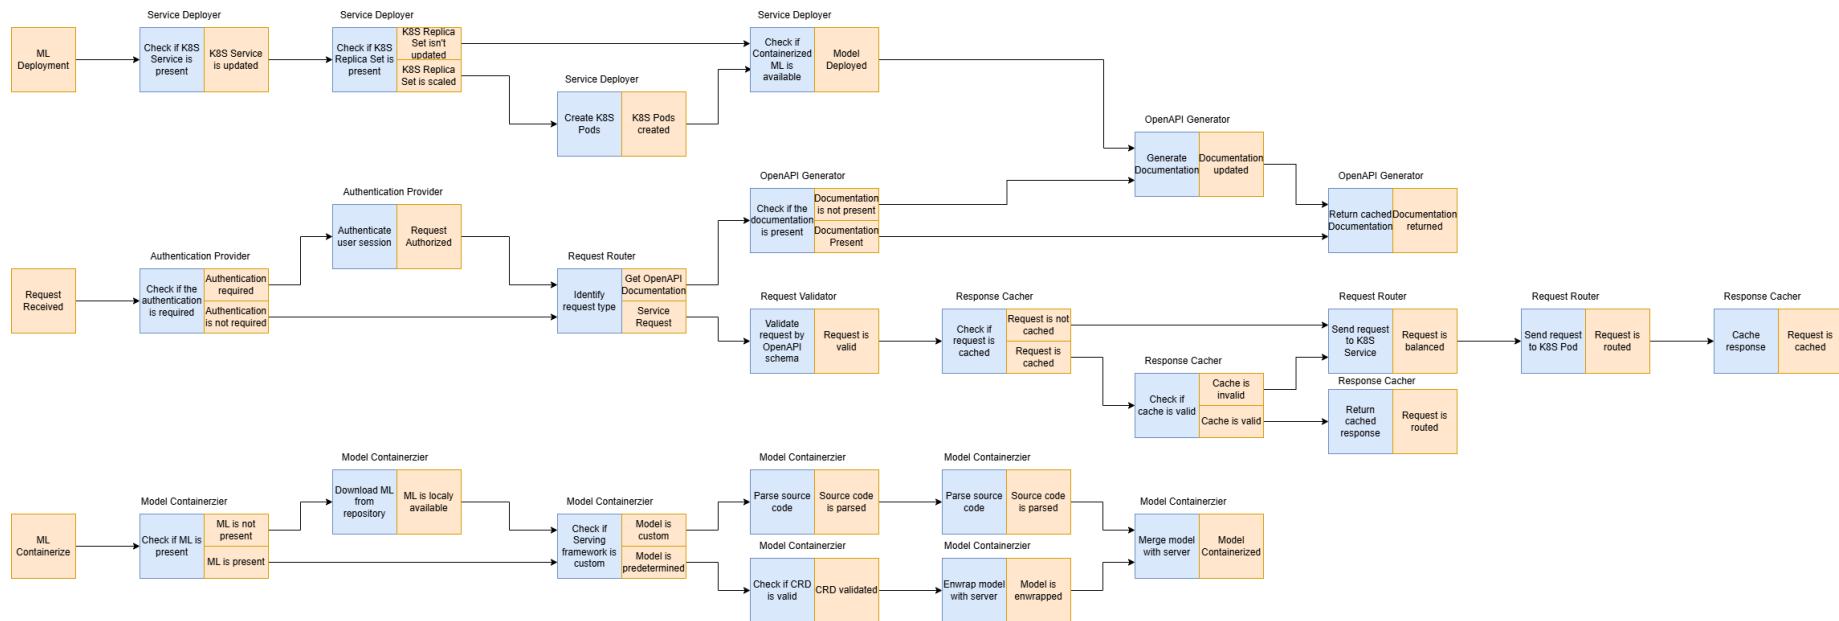 Service Deployer
Service Deployer
Service Deployer
ML
Deployment
Check if K8S
Service is
present
K8S Service
is updated
Check if K8S
Replica Set is
present
K8S Replica
Set isn't
updated
K8S Replica
Set is scaled
Check if
Containerized
ML is
available
Model
Deployed
Service Deployer
Create K8S
Pods
K8S Pods
created
OpenAPI Generator
Generate
Documentation
Documentation
updated
OpenAPI Generator
Check if the
documentation
is present
Documentation
is not present
Documentation
Present
OpenAPI Generator
Return cached
Documentation
Documentation
returned
Authentication Provider
Authenticate
user session
Request
Authorized
Authentication Provider
Request
Received
Check if the
authentication
is required
Authentication
required
Authentication
is not required
Request Router
Identify
request type
Get OpenAPI
Documentation
Service
Request
Request Validator
Validate
request by
OpenAPI
schema
Request is
valid
Response Cacher
Check if
request is
cached
Request is not
cached
Request is
cached
Request Router
Send request
to K8S
Service
Request is
balanced
Request Router
Send request
to K8S Pod
Request is
routed
Response Cacher
Cache
response
Request is
cached
Response Cacher
Check if
cache is valid
Cache is
invalid
Cache is valid
Response Cacher
Return
cached
response
Request is
routed
Model Containerzier
Download ML
from
repository
ML is localy
available
Model Containerzier
ML
Containerize
Check if ML is
present
ML is not
present
ML is present
Model Containerzier
Check if
Serving
framework is
custom
Model is
custom
Model is
predetermined
Model Containerzier
Parse source
code
Source code
is parsed
Model Containerzier
Parse source
code
Source code
is parsed
Model Containerzier
Merge model
with server
Model
Containerized
Model Containerzier
Check if CRD
is valid
CRD validated
Model Containerzier
Enwrap model
with server
Model is
enwrapped